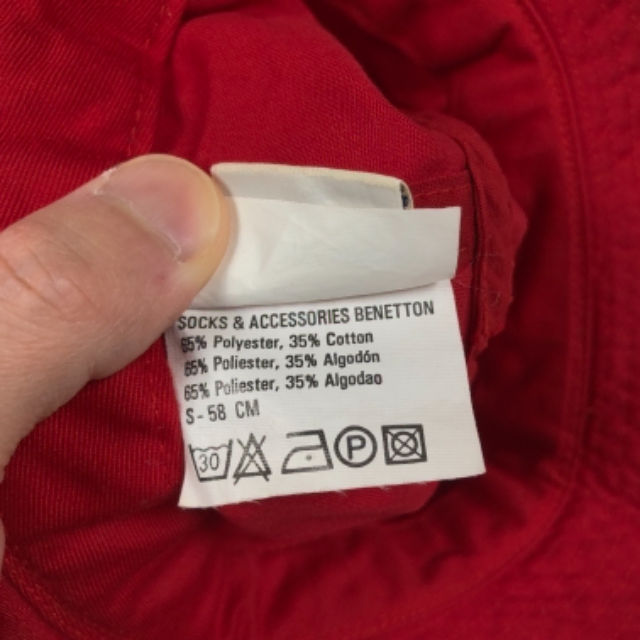 SOCKS & ACCESSORIES BENETTON
65% Polyester, 35% Cotton
65% Poliester, 35% Algodón
65% Poliester, 35% Algodao
S - 58 CM
30 P